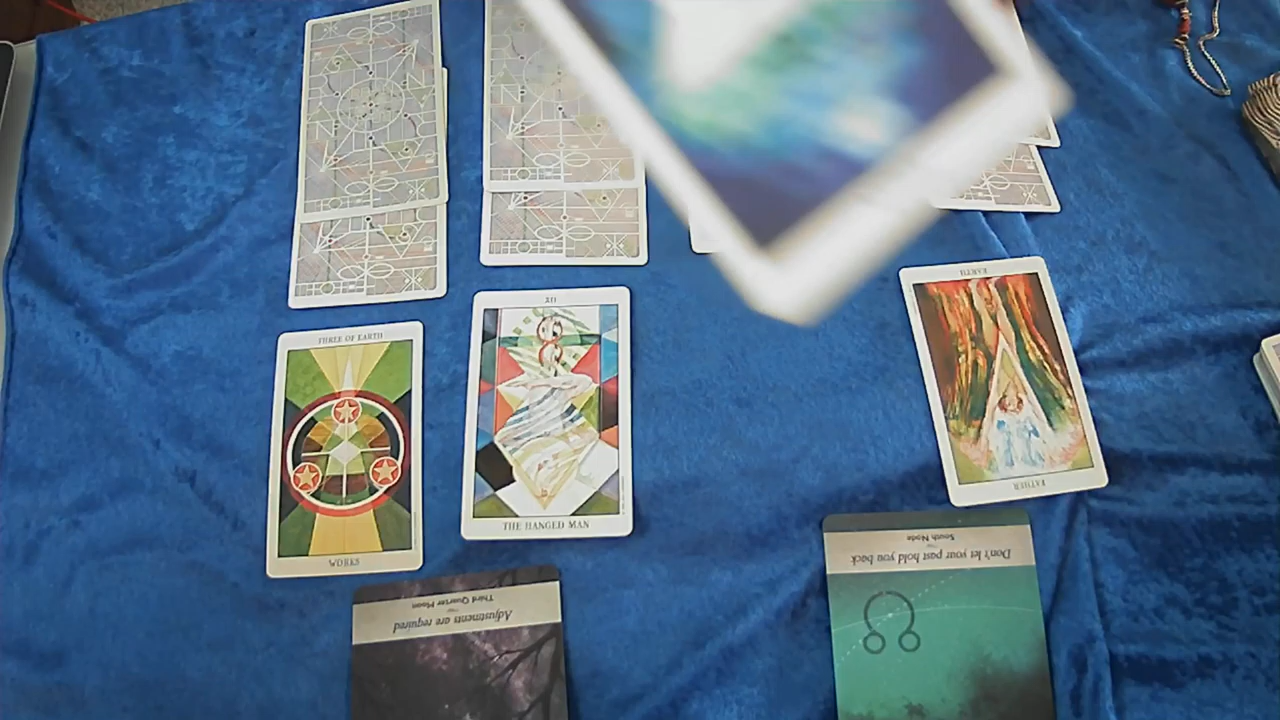 THREE OF EARTH
WORKS
XII
THE HANGED MAN
EARTH
FATHER
Third Quarter Moon
Adjustments are required
South Node
Don't let your past hold you back